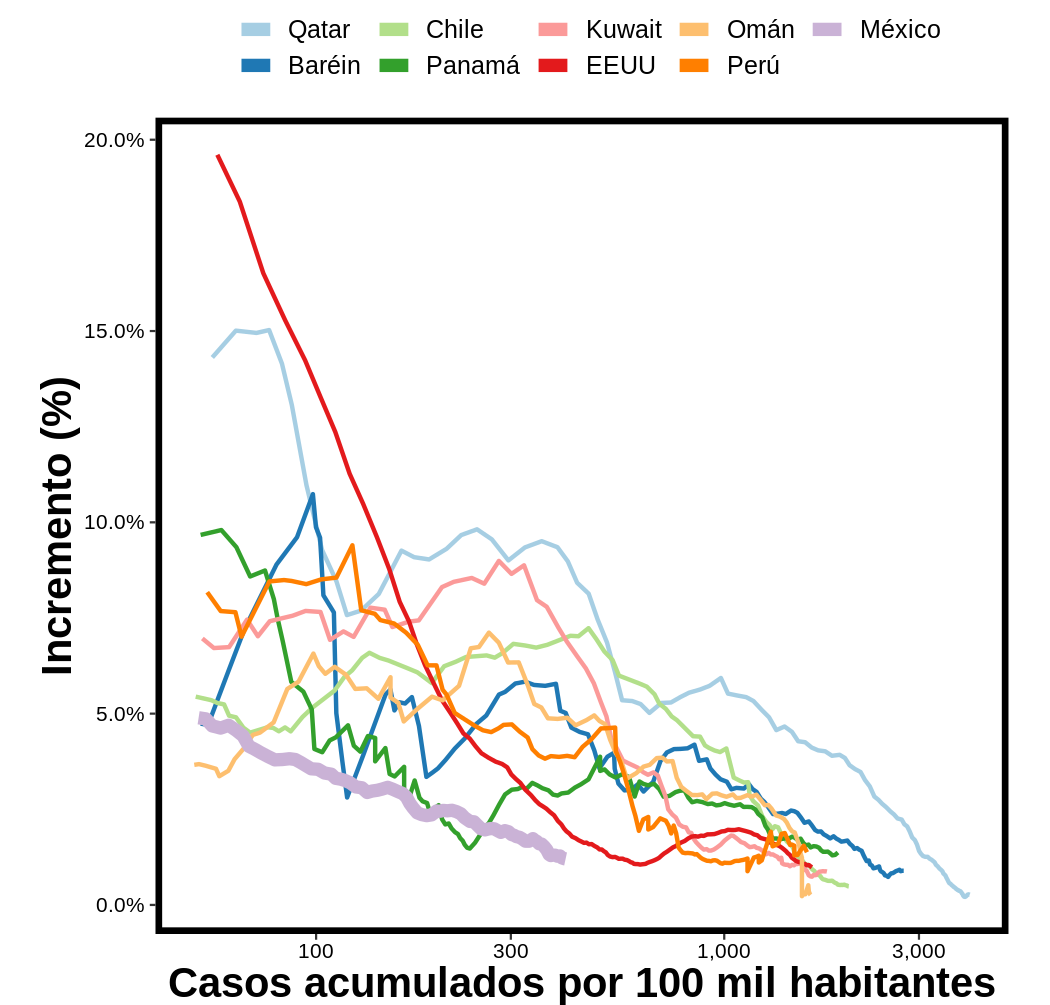 Qatar Chile Kuwait Omán México
Baréin Panamá EEUU Perú
20.0%
15.0%
10.0%
5.0%
0.0%
Incremento (%)
100 300 1,000 3,000
Casos acumulados por 100 mil habitantes